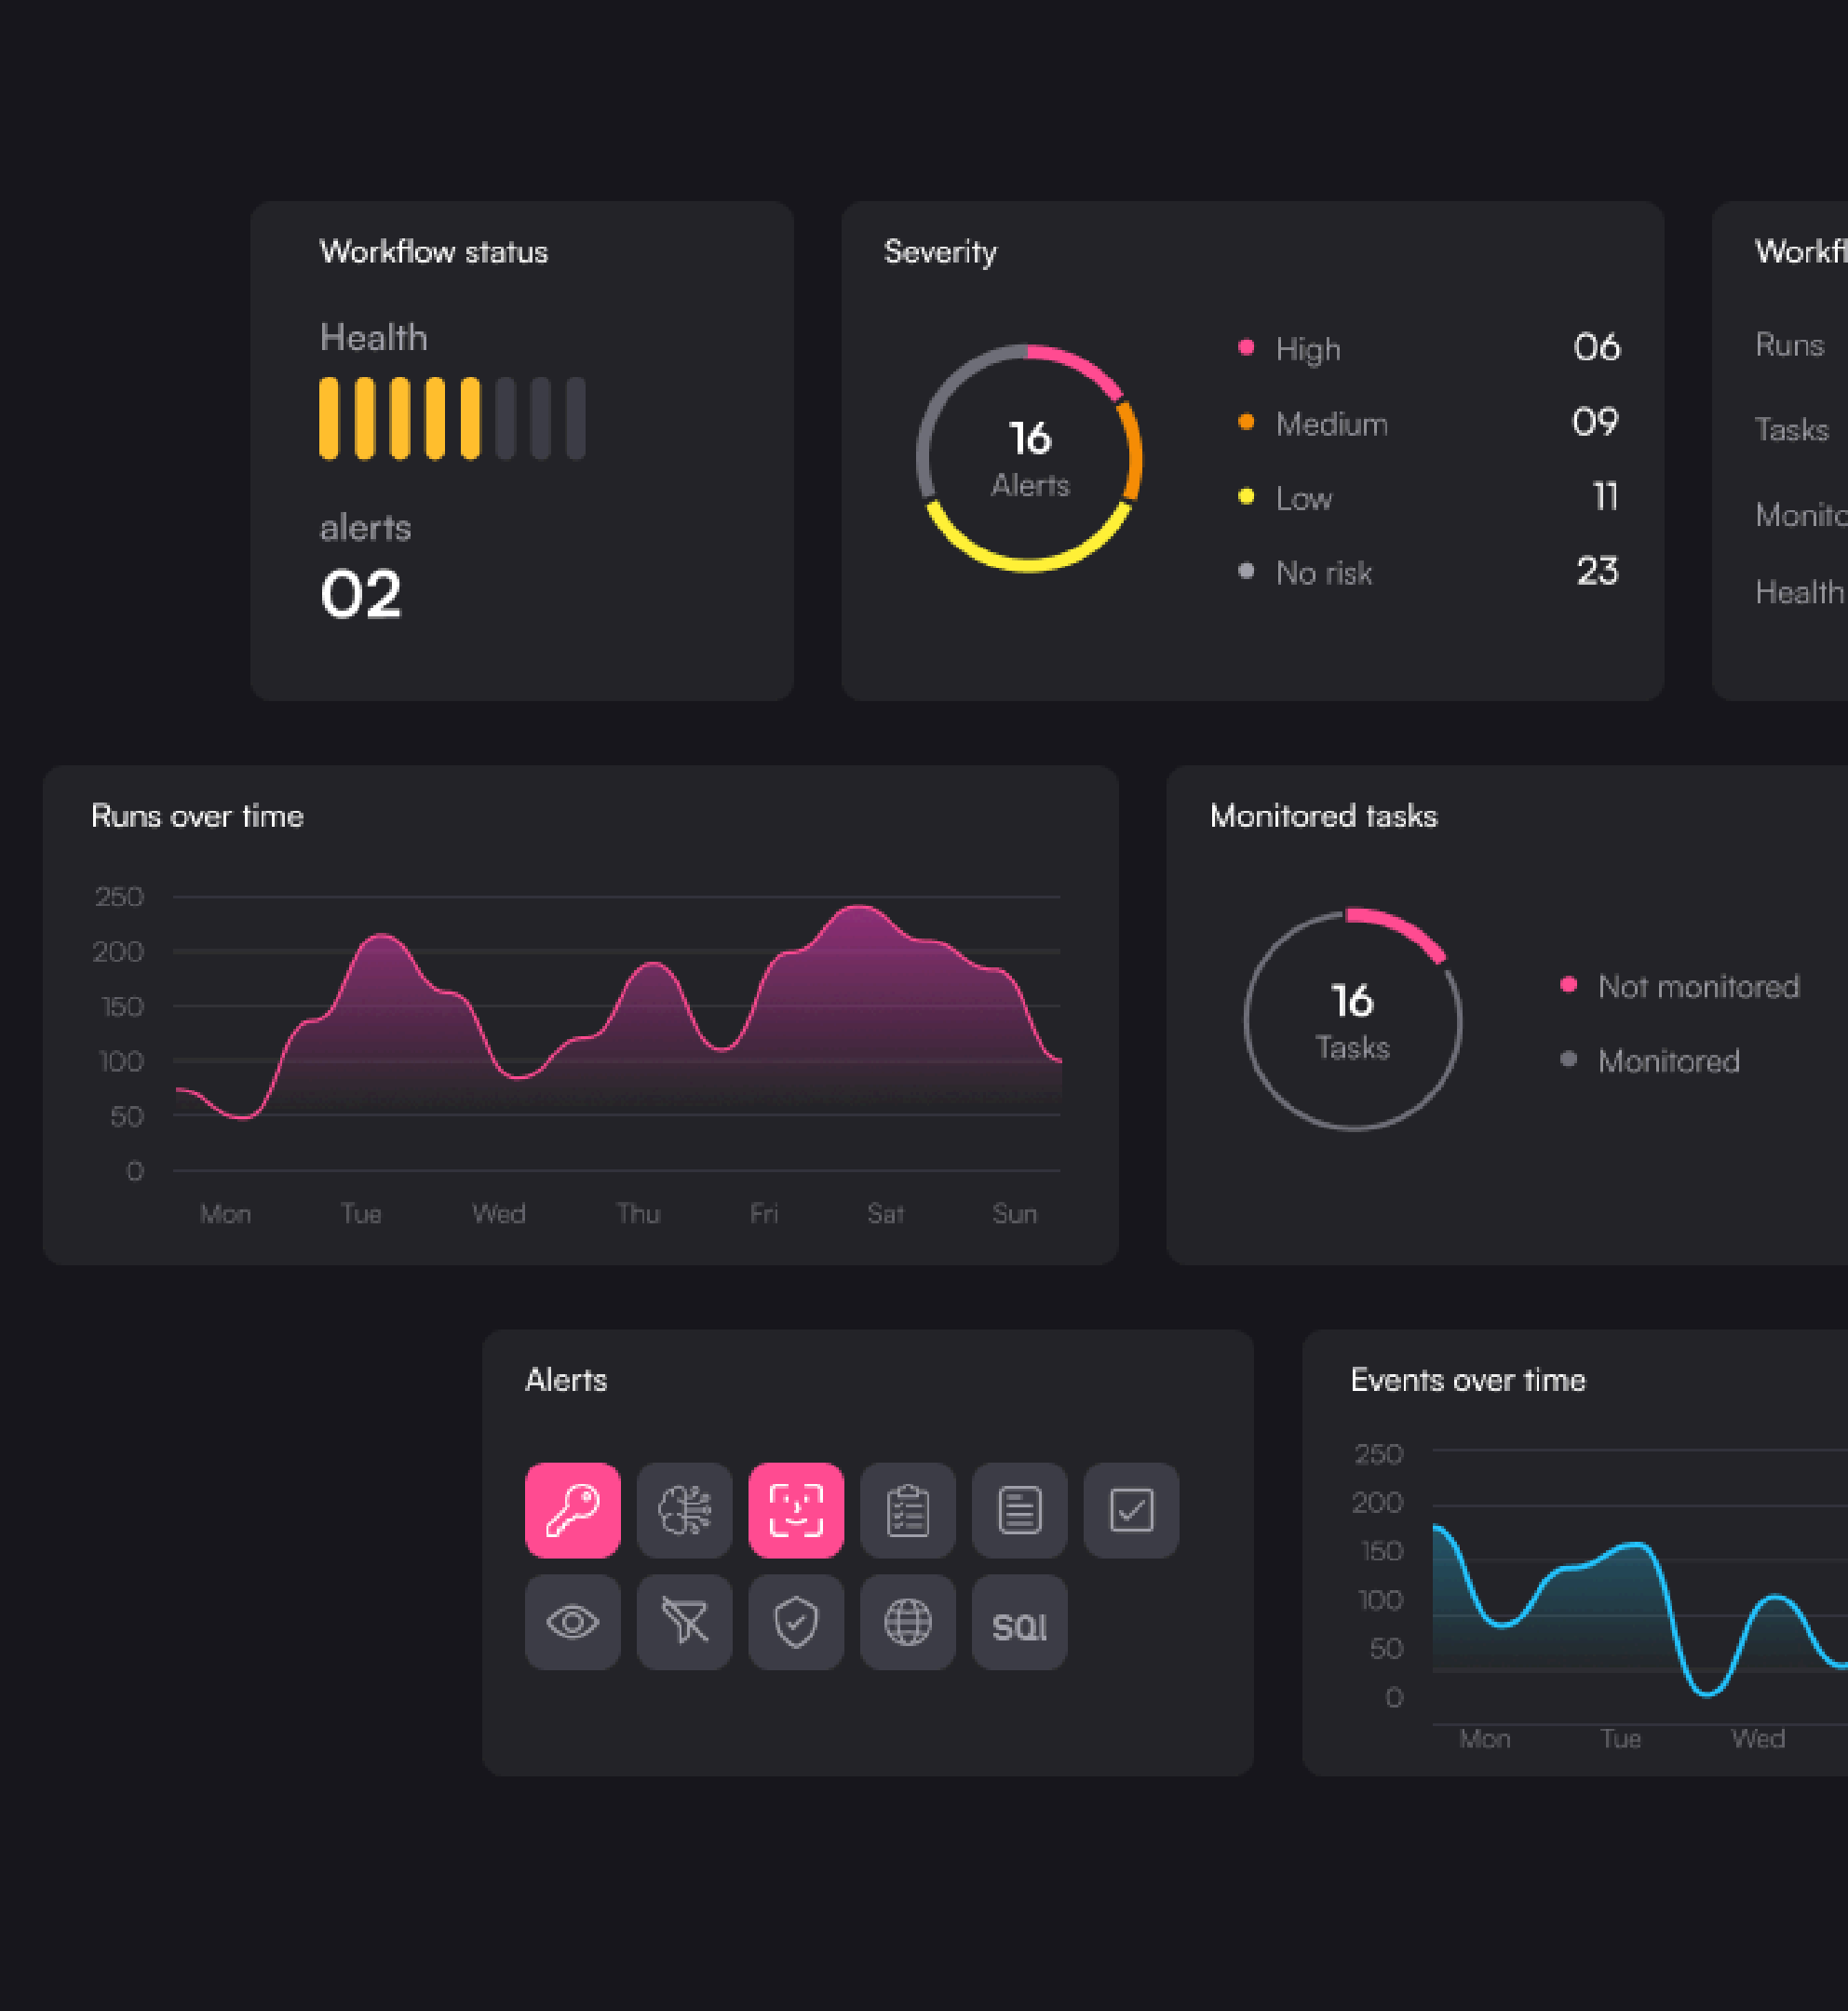 Workflow status
Health
alerts
02
Severity
16
Alerts
High 06
Medium 09
Low 11
No risk 23
Workfl
Runs
Tasks
Monito
Health
Runs over time
250
200
150
100
50
0
Mon Tue Wed Thu Fri Sat Sun
Monitored tasks
16
Tasks
Not monitored
Monitored
Alerts
SQl
Events over time
250
200
150
100
50
0
Mon Tue Wed